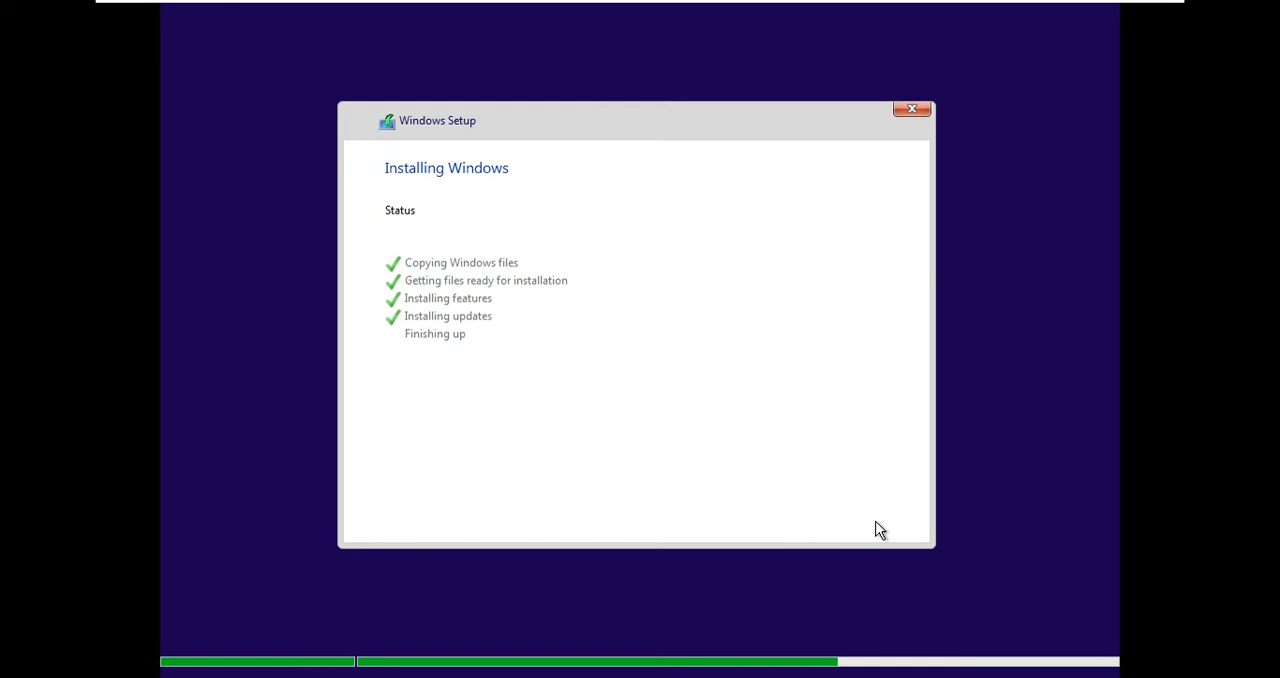 Windows Setup
Installing Windows
Status
Copying Windows files
Getting files ready for installation
Installing features
Installing updates
Finishing up